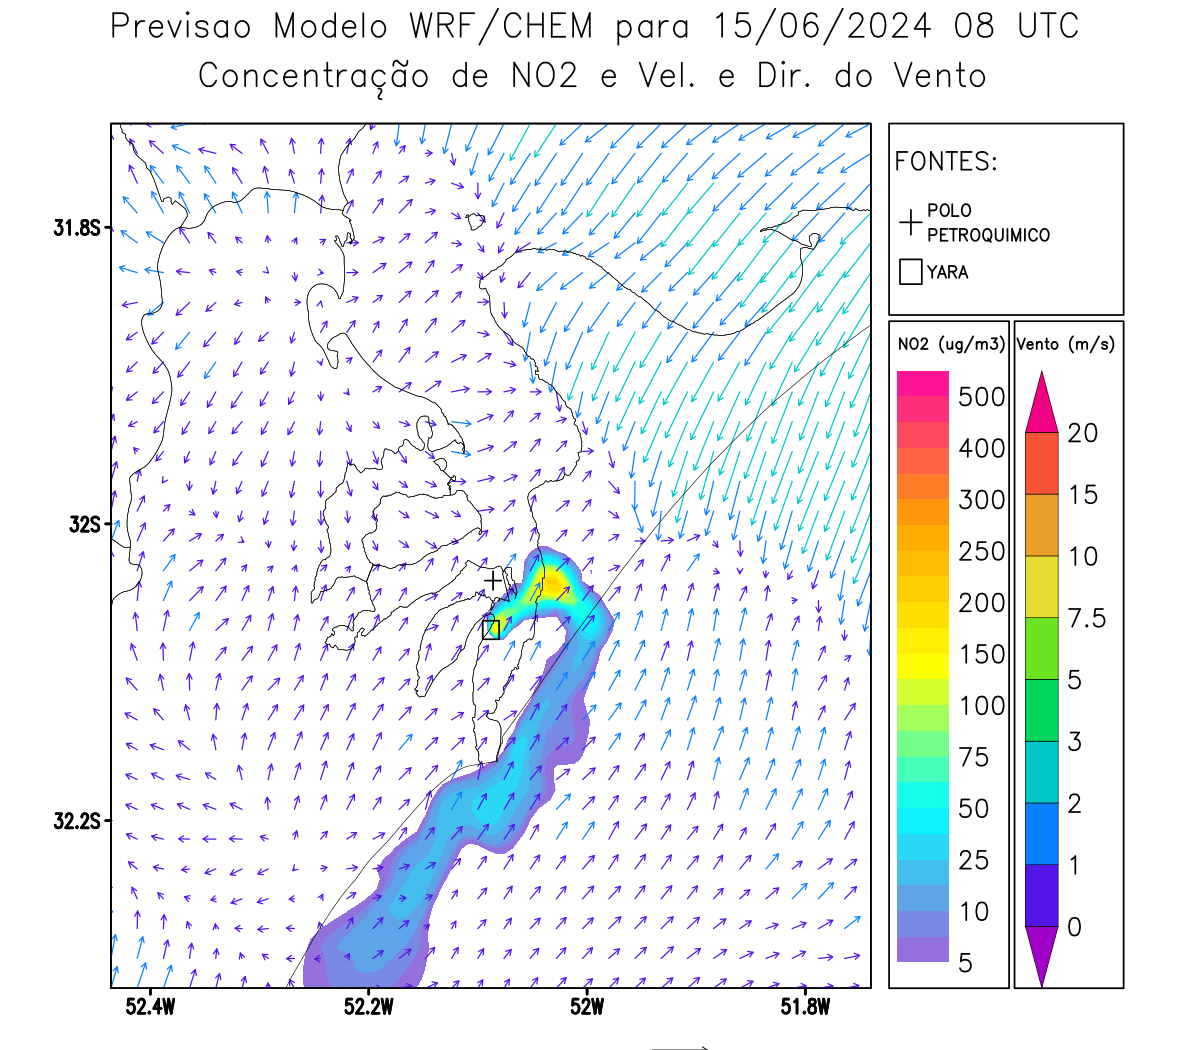 Previsao Modelo WRF/CHEM para 15/06/2024 08 UTC
Concentração de NO2 e Vel. e Dir. do Vento
FONTES:
POLO
PETROQUIMICO
YARA
NO2 (ug/m3)
500
400
300
250
200
150
100
75
50
25
10
5
Vento (m/s)
20
15
10
7.5
5
3
2
1
0
31.8S
32S
32.2S
52.4W
52.2W
52W
51.8W